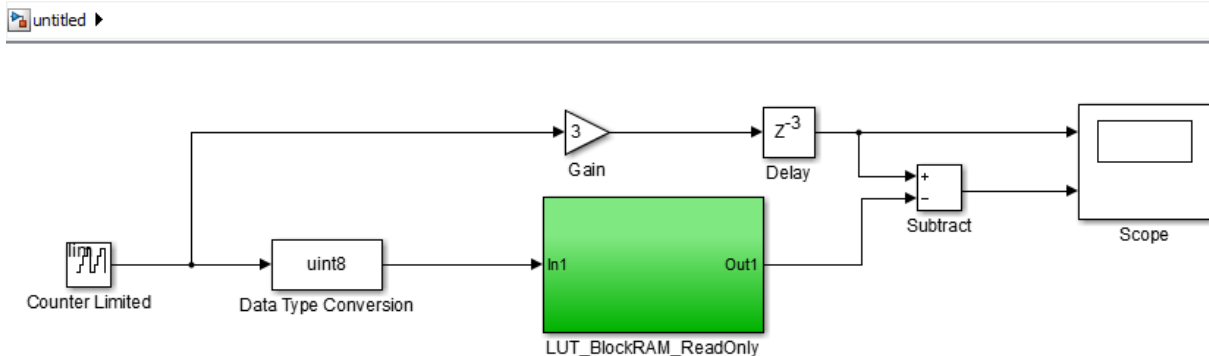 untitled
3
Gain
Z-3
Delay
+
−
Subtract
Scope
Counter Limited
uint8
Data Type Conversion
In1
Out1
LUT_BlockRAM_ReadOnly